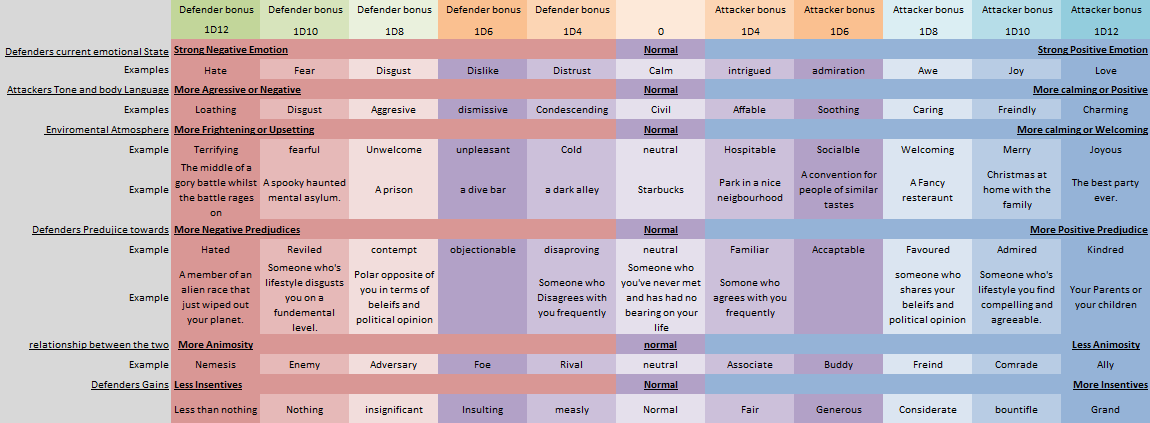 Defender bonus Defender bonus Defender bonus Defender bonus Defender bonus Attacker bonus Attacker bonus Attacker bonus Attacker bonus Attacker bonus
1D12 1D10 1D8 1D6 1D4 0 1D4 1D6 1D8 1D10 1D12
Defenders current emotional State Strong Negative Emotion Normal Strong Positive Emotion
Examples Hate Fear Disgust Dislike Distrust Calm intrigued admiration Awe Joy Love
Attackers Tone and body Language More Agressive or Negative Normal More calming or Positive
Examples Loathing Disgust Aggresive dismissive Condescending Civil Affable Soothing Caring Freindly Charming
Enviromental Atmosphere More Frightening or Upsetting Normal More calming or Welcoming
Example Terrifying fearful Unwelcome unpleasant Cold neutral Hospitable Socialble Welcoming Merry Joyous
Example
The middle of a
gory battle whilst
the battle rages
on
A spooky haunted
mental asylum.
A prison
a dive bar
a dark alley
Starbucks
Park in a nice
neigbourhood
A convention for
people of similar
tastes
A Fancy
resteraunt
Christmas at
home with the
family
The best party
ever.
Defenders Predujice towards More Negative Predjudices Normal More Positive Predjudice
Example Hated Reviled contempt objectionable disaproving neutral Familiar Accaptable Favoured Admired Kindred
Example
A member of an
alien race that
just wiped out
your planet.
Someone who's
lifestyle disgusts
you on a
fundemental
level.
Polar opposite of
you in terms of
beleifs and
political opinion
Somoene who
Disagrees with
you frequently
Someone who
you've never met
and has had no
bearing on your
life
Somone who
agrees with you
frequently
someone who
shares your
beleifs and
political opinion
Someone who's
lifestyle you find
compelling and
agreeable.
Your Parents or
your children
relationship between the two More Animosity normal Less Animosity
Example Nemesis Enemy Adversary Foe Rival neutral Associate Buddy Freind Comrade Ally
Defenders Gains Less Incentives Normal More Incentives
Less than nothing Nothing insignificant Insulting measly Normal Fair Generous Considerate bountifle Grand